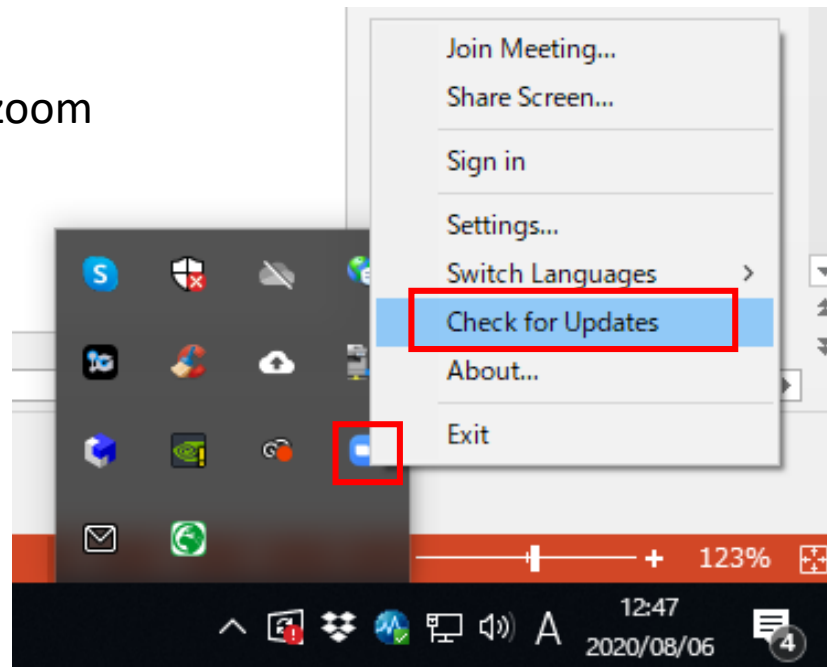 zoom
Join Meeting...
Share Screen...
Sign in
Settings...
Switch Languages >
Check for Updates
About...
Exit
S
123%
A
12:47
2020/08/06
4